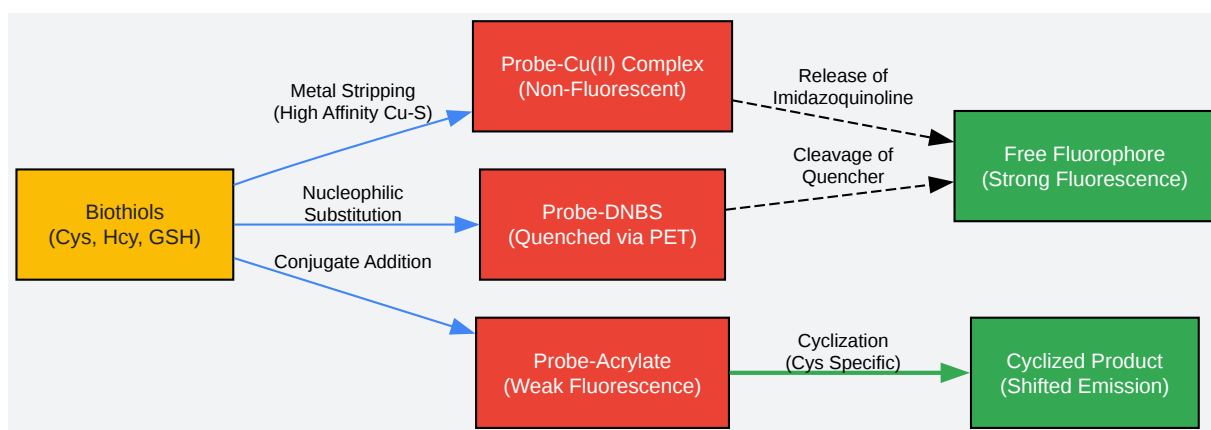 Metal Stripping
(High Affinity Cu-S)
Probe-Cu(II) Complex
(Non-Fluorescent)
Release of
Imidazoquinoline
Biothiols
(Cys, Hcy, GSH)
Nucleophilic
Substitution
Probe-DNBS
(Quenched via PET)
Cleavage of
Quencher
Free Fluorophore
(Strong Fluorescence)
Conjugate Addition
Probe-Acrylate
(Weak Fluorescence)
Cyclization
(Cys Specific)
Cyclized Product
(Shifted Emission)